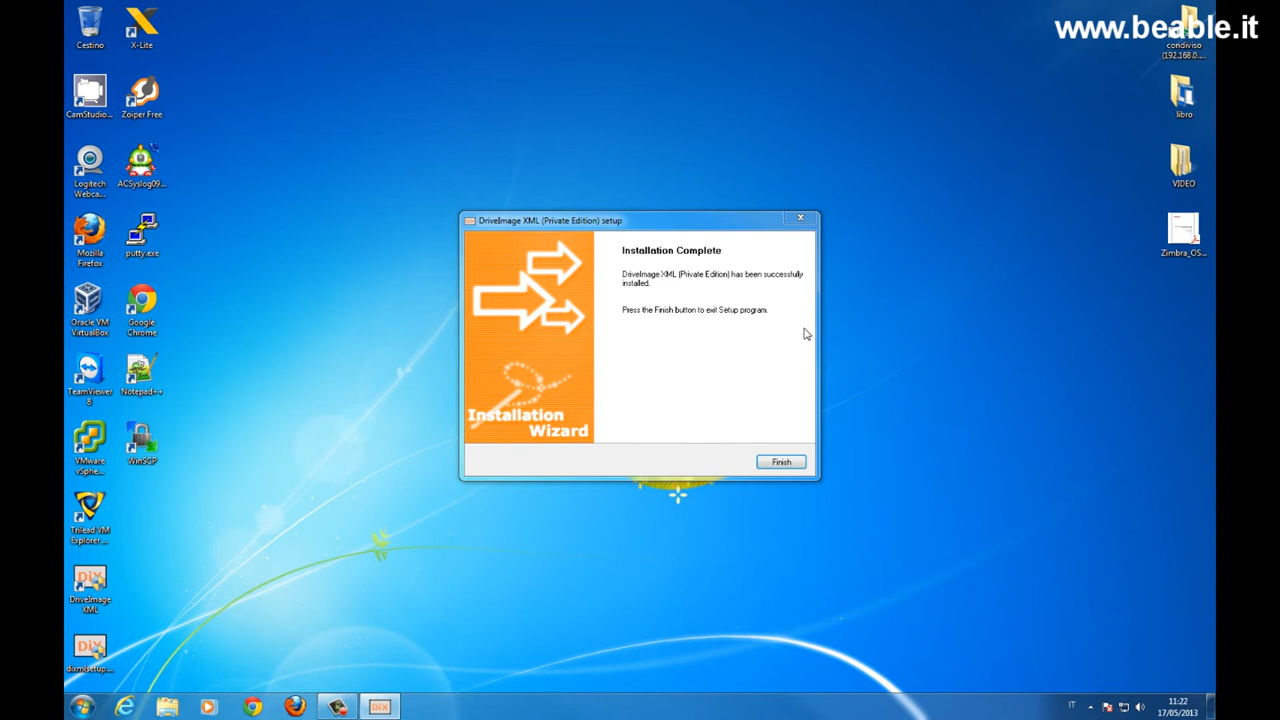 www.beable.it
Cestino
X-Lite
condiviso
(192.168.0....
CamStudio...
Zoiper Free
libro
Logitech
Webca...
ACSyslog09...
VIDEO
Mozilla
Firefox
putty.exe
Zimbra_OS...
DriveImage XML (Private Edition) setup
Installation Complete
DriveImage XML (Private Edition) has been successfully
installed.
Press the Finish button to exit Setup program.
Installation
Wizard
Finish
Oracle VM
VirtualBox
Google
Chrome
TeamViewer
8
Notepad++
VMware
vSphe...
WinSCP
Trilead VM
Explorer ...
DiX
DriveImage
XML
DiX
dixmlsetup....
DiX
IT
11:22
17/05/2013